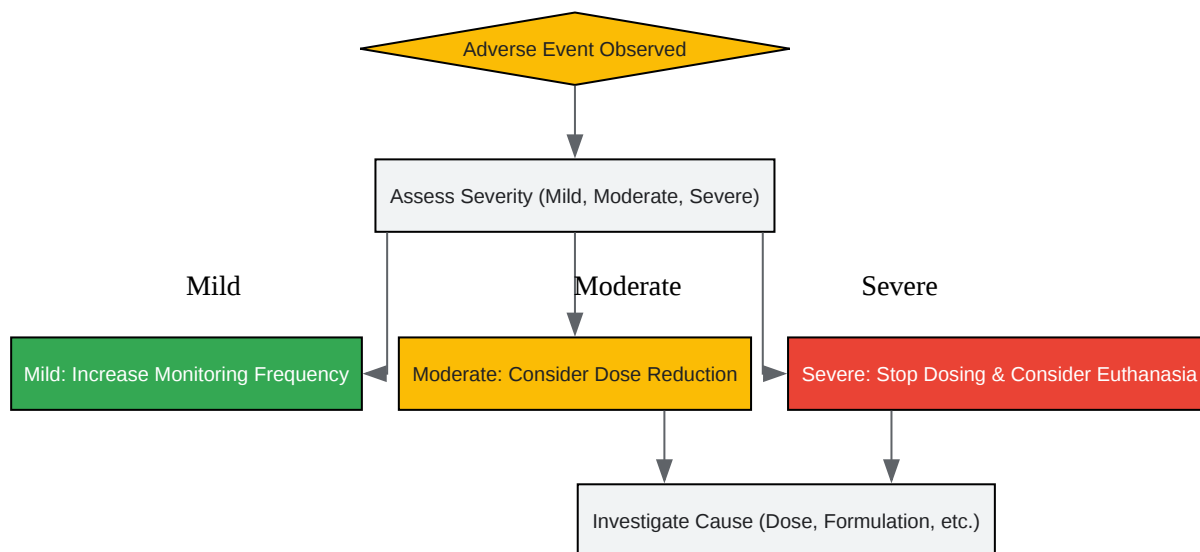 Adverse Event Observed
Assess Severity (Mild, Moderate, Severe)
Mild
Moderate
Severe
Mild: Increase Monitoring Frequency
Moderate: Consider Dose Reduction
Severe: Stop Dosing & Consider Euthanasia
Investigate Cause (Dose, Formulation, etc.)